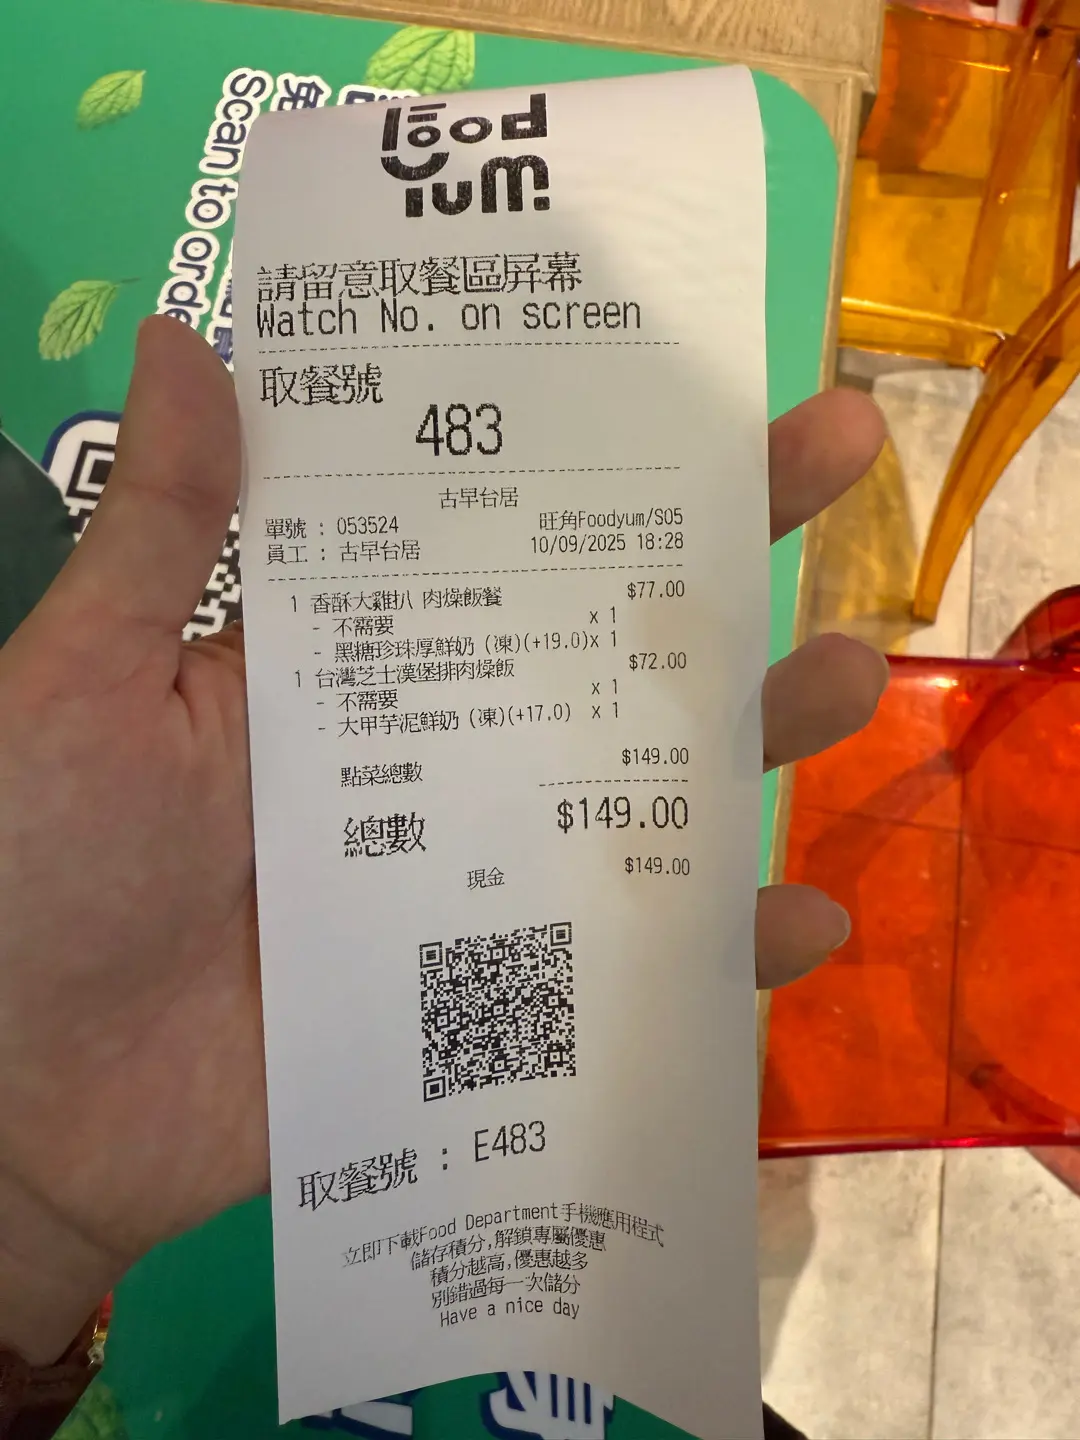 Scan to orde
food
yum!
請留意取餐區屏幕
Watch No. on screen
取餐號
483
古早台居
單號 : 053524 旺角Foodyum/S05
員工 : 古早台居 10/09/2025 18:28
1 香酥大雞扒 肉燥飯餐 $77.00
- 不需要 x 1
- 黑糖珍珠厚鮮奶 (凍)(+19.0)x 1
1 台灣芝士漢堡排肉燥飯 $72.00
- 不需要 x 1
- 大甲芋泥鮮奶 (凍)(+17.0) x 1
點菜總數 $149.00
總數 $149.00
現金 $149.00
取餐號 : E483
立即下載Food Department手機應用程式
儲存積分,解鎖專屬優惠
積分越高,優惠越多
別錯過每一次儲分
Have a nice day